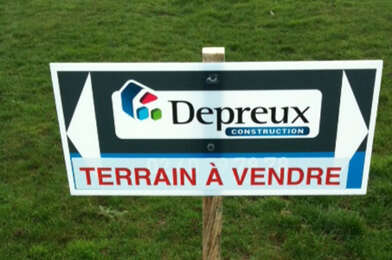 Depreux
CONSTRUCTION
TERRAIN À VENDRE